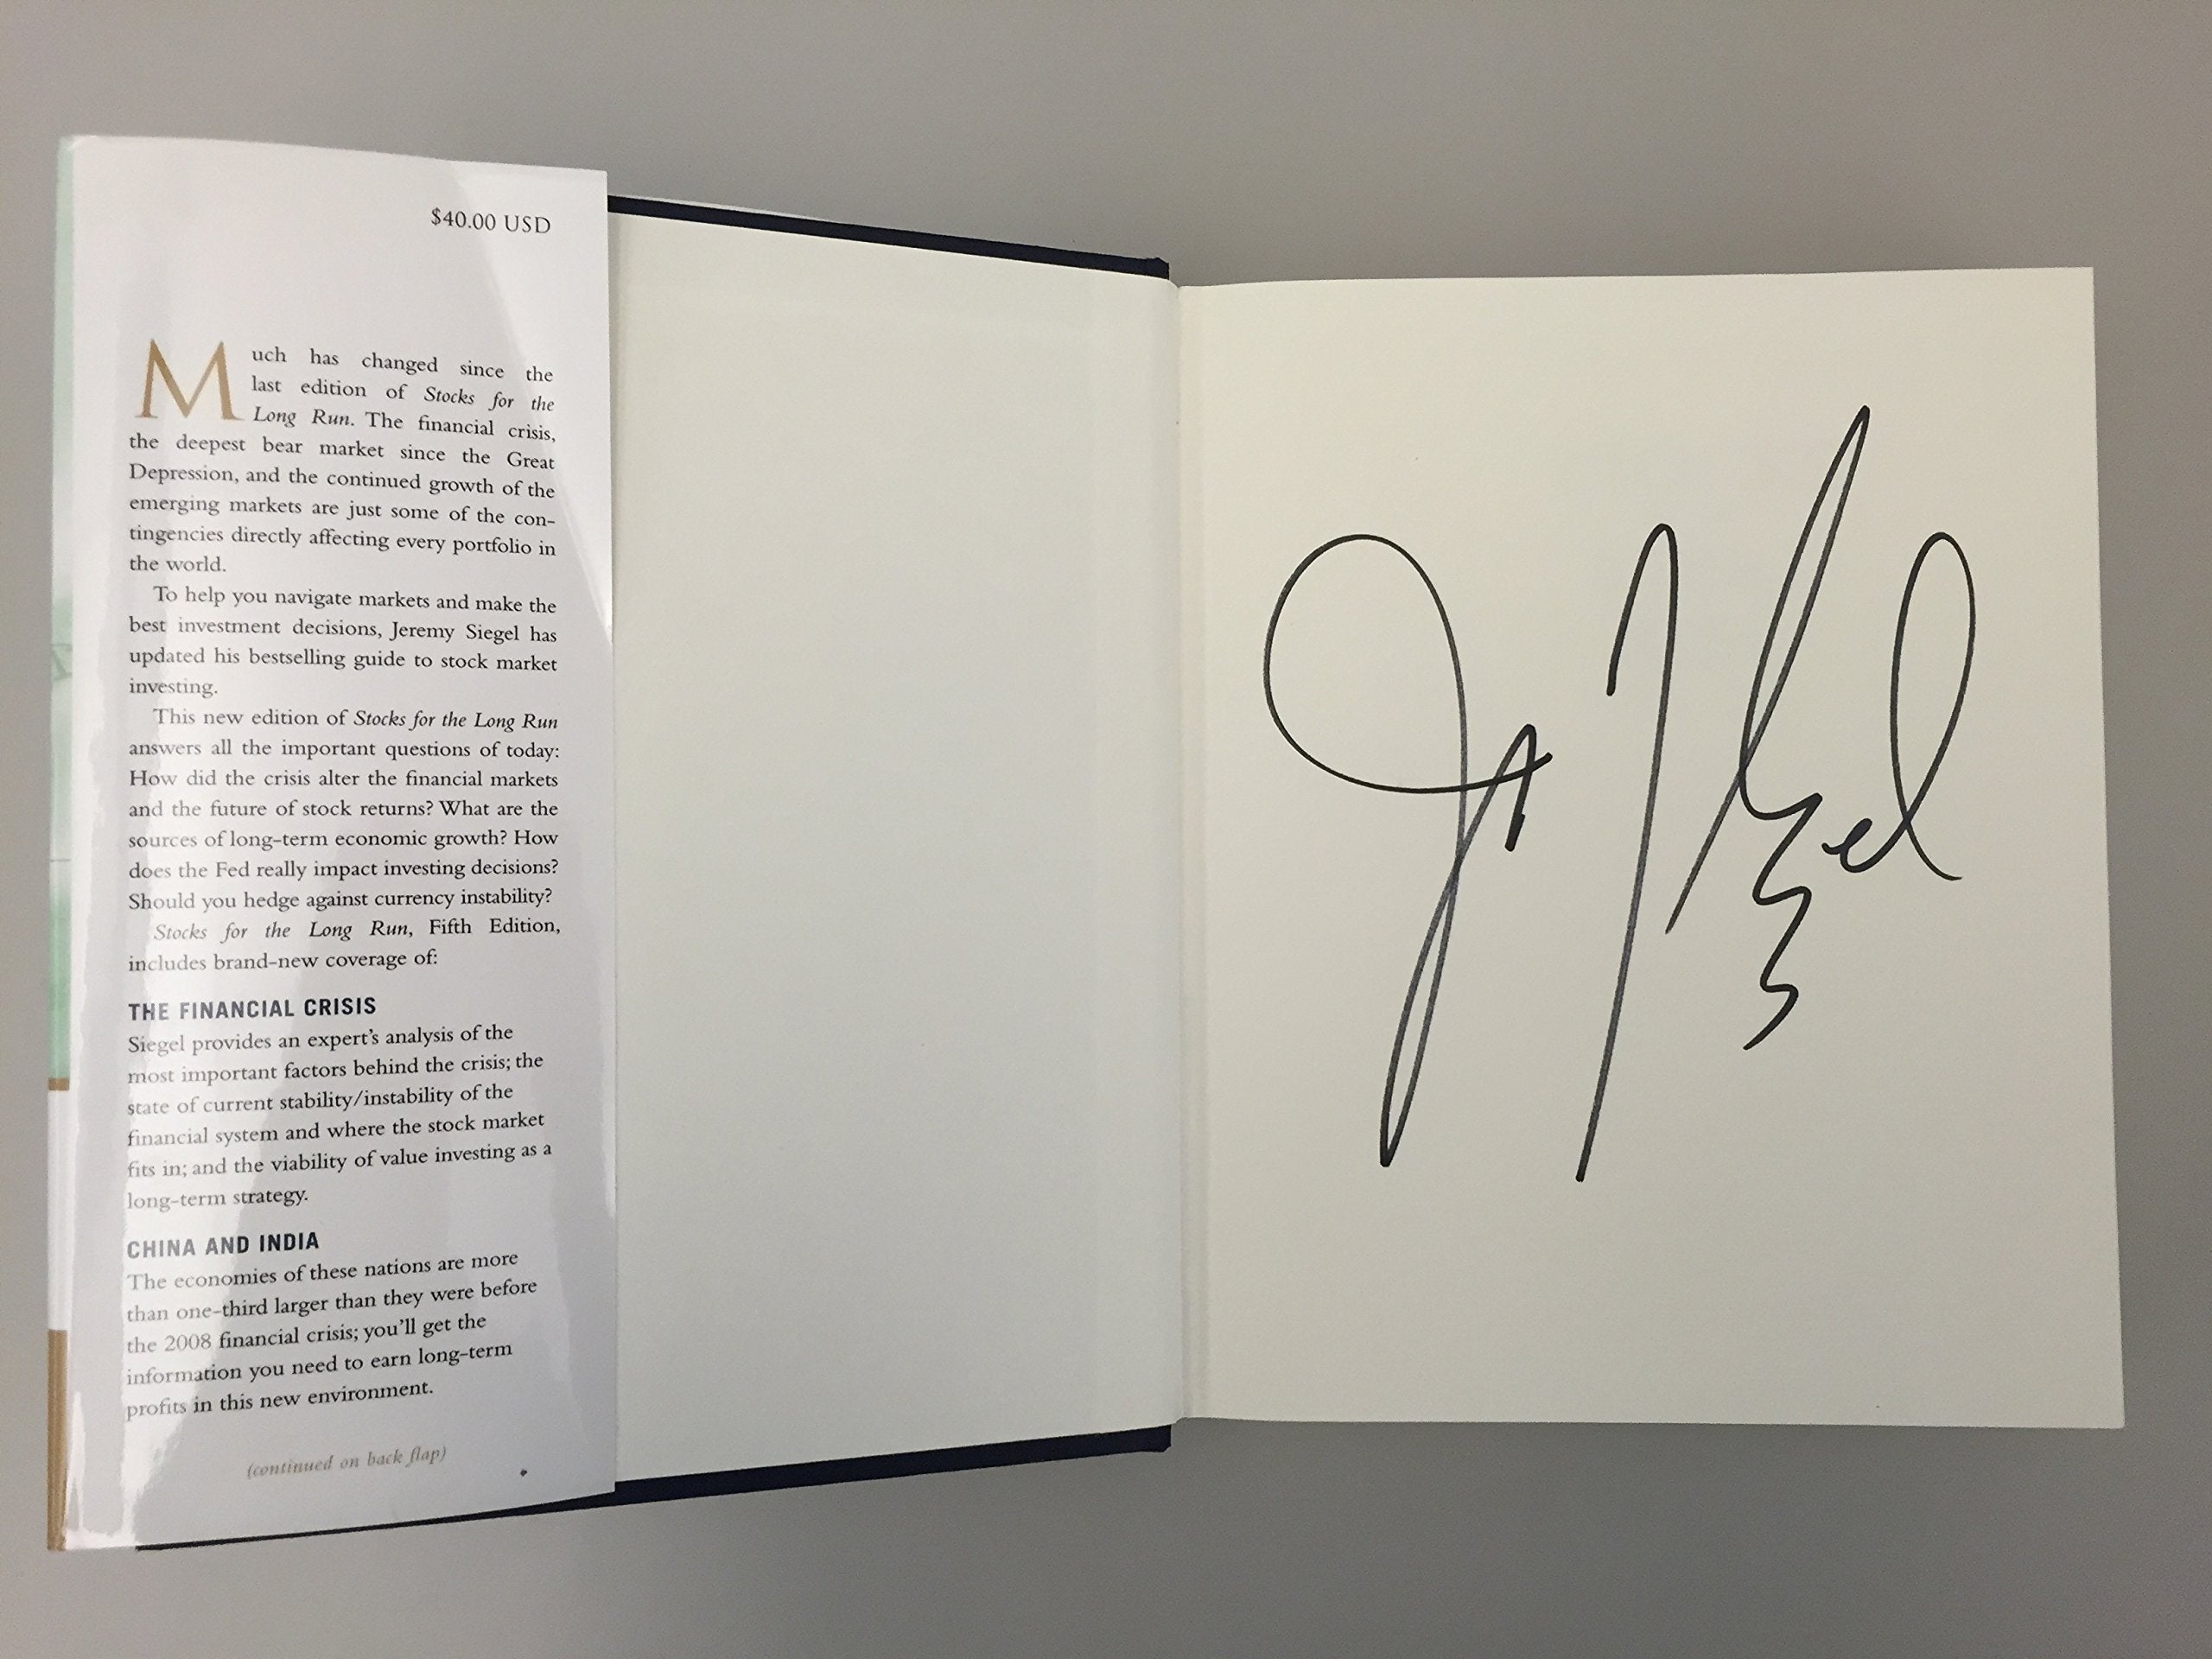 $40.00 USD
Much has changed since the
last edition of Stocks for the
Long Run. The financial crisis,
the deepest bear market since the Great
Depression, and the continued growth of the
emerging markets are just some of the con-
tingencies directly affecting every portfolio in
the world.
To help you navigate markets and make the
best investment decisions, Jeremy Siegel has
updated his bestselling guide to stock market
investing.
This new edition of Stocks for the Long Run
answers all the important questions of today:
How did the crisis alter the financial markets
and the future of stock returns? What are the
sources of long-term economic growth? How
does the Fed really impact investing decisions?
Should you hedge against currency instability?
Stocks for the Long Run, Fifth Edition,
includes brand-new coverage of:
THE FINANCIAL CRISIS
Siegel provides an expert's analysis of the
most important factors behind the crisis; the
state of current stability/instability of the
financial system and where the stock market
fits in; and the viability of value investing as a
long-term strategy.
CHINA AND INDIA
The economies of these nations are more
than one-third larger than they were before
the 2008 financial crisis; you'll get the
information you need to earn long-term
profits in this new environment.
(continued on back flap)